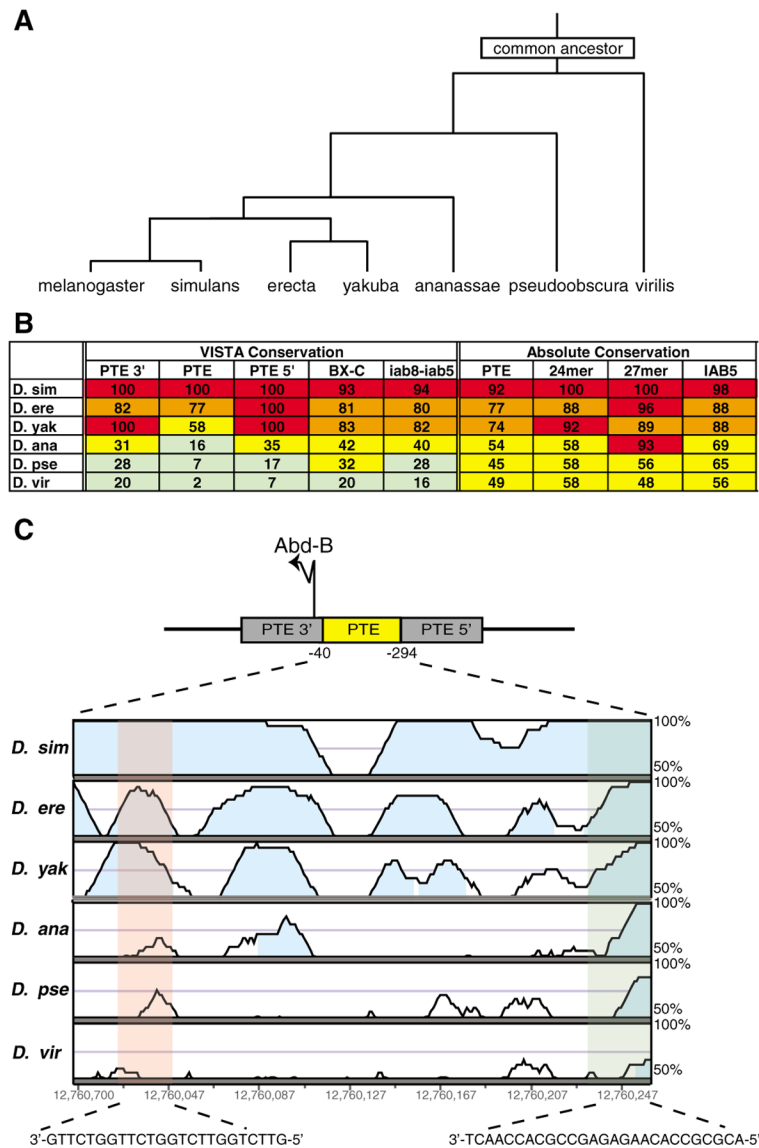 A
common ancestor
melanogaster simulans erecta yakuba ananassae pseudoobscura virilis
B
VISTA Conservation Absolute Conservation
PTE 3' PTE PTE 5' BX-C iab8-iab5 PTE 24mer 27mer IAB5
D. sim 100 100 100 93 94 92 100 100 98
D. ere 82 77 100 81 80 77 88 96 88
D. yak 100 58 100 83 82 74 92 89 88
D. ana 31 16 35 42 40 54 58 93 69
D. pse 28 7 17 32 28 45 58 56 65
D. vir 20 2 7 20 16 49 58 48 56
C
Abd-B
PTE 3' PTE PTE 5'
-40 -294
100%
D. sim
50%
100%
D. ere
50%
100%
D. yak
50%
100%
D. ana
50%
100%
D. pse
50%
100%
D. vir
50%
12,760,700 12,760,047 12,760,087 12,760,127 12,760,167 12,760,207 12,760,247
3'-GTTCTGGTTCTGGTCTTGGTCTTG-5' 3'-TCAACCACGCCGAGAGAACACCGCGCA-5'